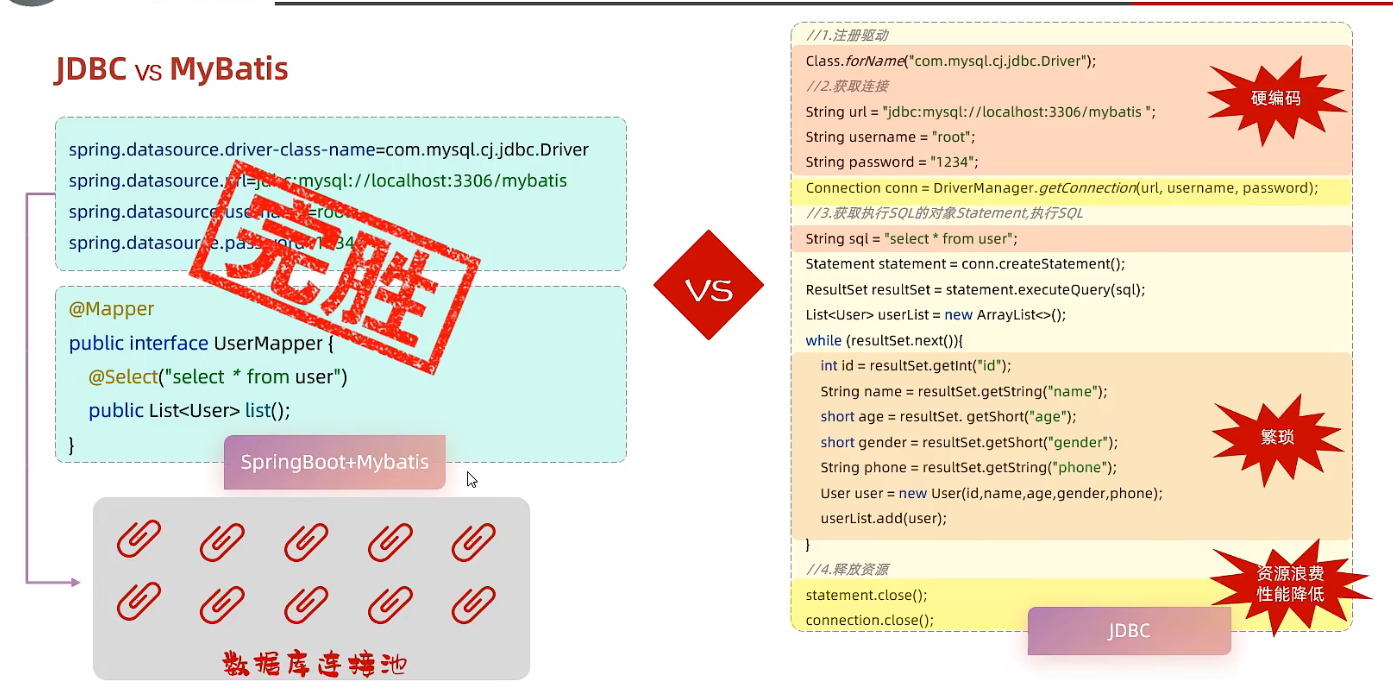 JDBC VS MyBatis
spring.datasource.driver-class-name=com.mysql.cj.jdbc.Driver
spring.datasource.url=jdbc:mysql://localhost:3306/mybatis
spring.datasource.username=root
spring.datasource.password=1234
完胜
@Mapper
public interface UserMapper {
@Select("select * from user")
public List<User> list();
}
SpringBoot+Mybatis
数据库连接池
VS
//1.注册驱动
Class.forName("com.mysql.cj.jdbc.Driver");
//2.获取连接
String url = "jdbc:mysql://localhost:3306/mybatis ";
String username = "root";
String password = "1234";
硬编码
Connection conn = DriverManager.getConnection(url, username, password);
//3.获取执行SQL的对象Statement,执行SQL
String sql = "select * from user";
Statement statement = conn.createStatement();
ResultSet resultSet = statement.executeQuery(sql);
List<User> userList = new ArrayList<>();
while (resultSet.next()){
int id = resultSet.getInt("id");
String name = resultSet.getString("name");
short age = resultSet. getShort("age");
short gender = resultSet.getShort("gender");
String phone = resultSet.getString("phone");
User user = new User(id,name,age,gender,phone);
userList.add(user);
繁琐
}
//4.释放资源
statement.close();
connection.close();
资源浪费
性能降低
JDBC